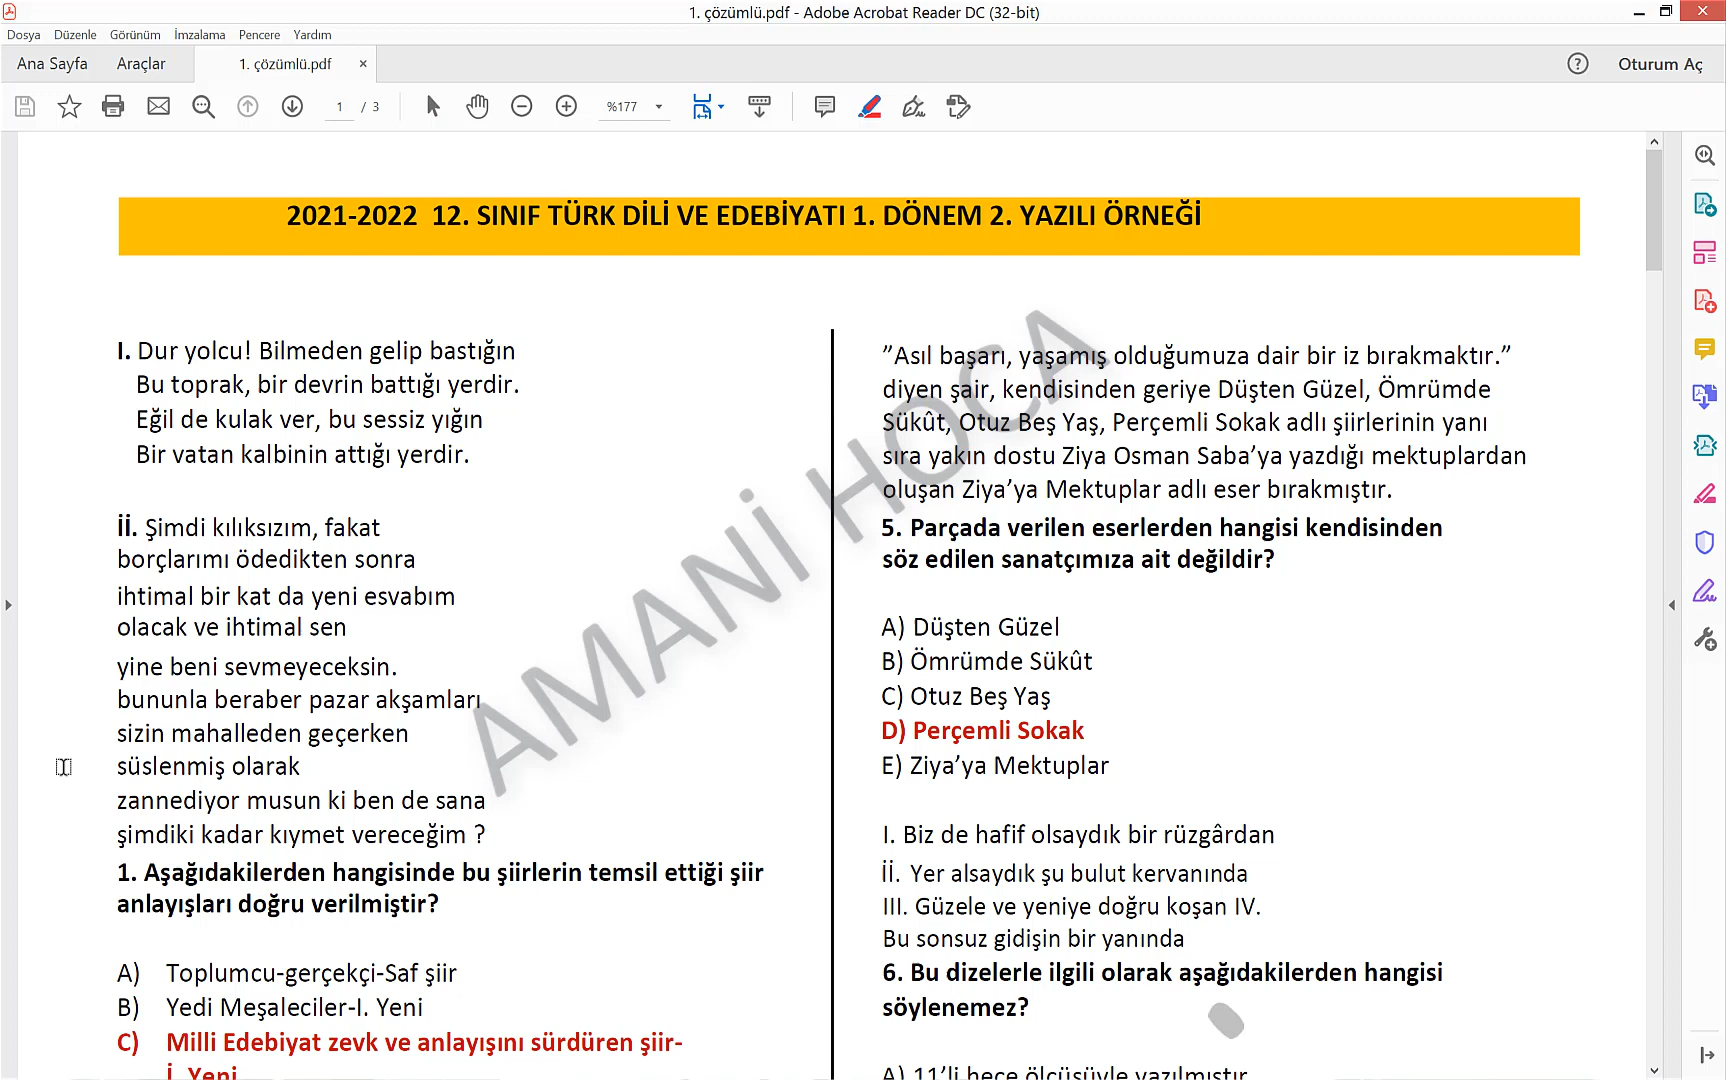 1. çözümlü.pdf - Adobe Acrobat Reader DC (32-bit)
Dosya Düzenle Görünüm İmzalama Pencere Yardım
Ana Sayfa Araçlar 1. çözümlü.pdf × Oturum Aç
1 / 3 %177
2021-2022 12. SINIF TÜRK DİLİ VE EDEBİYATI 1. DÖNEM 2. YAZILI ÖRNEĞİ
I. Dur yolcu! Bilmeden gelip bastığın
Bu toprak, bir devrin battığı yerdir.
Eğil de kulak ver, bu sessiz yığın
Bir vatan kalbinin attığı yerdir.
İİ. Şimdi kılıksızım, fakat
borçlarımı ödedikten sonra
ihtimal bir kat da yeni esvabım
olacak ve ihtimal sen
yine beni sevmeyeceksin.
bununla beraber pazar akşamları
sizin mahalleden geçerken
süslenmiş olarak
zannediyor musun ki ben de sana
şimdiki kadar kıymet vereceğim ?
1. Aşağıdakilerden hangisinde bu şiirlerin temsil ettiği şiir
anlayışları doğru verilmiştir?
A) Toplumcu-gerçekçi-Saf şiir
B) Yedi Meşaleciler-I. Yeni
C) Milli Edebiyat zevk ve anlayışını sürdüren şiir-
İ. Yeni
”Asıl başarı, yaşamış olduğumuza dair bir iz bırakmaktır.”
diyen şair, kendisinden geriye Düşten Güzel, Ömrümde
Sükût, Otuz Beş Yaş, Perçemli Sokak adlı şiirlerinin yanı
sıra yakın dostu Ziya Osman Saba’ya yazdığı mektuplardan
oluşan Ziya’ya Mektuplar adlı eser bırakmıştır.
5. Parçada verilen eserlerden hangisi kendisinden
söz edilen sanatçımıza ait değildir?
A) Düşten Güzel
B) Ömrümde Sükût
C) Otuz Beş Yaş
D) Perçemli Sokak
E) Ziya’ya Mektuplar
I. Biz de hafif olsaydık bir rüzgârdan
İİ. Yer alsaydık şu bulut kervanında
III. Güzele ve yeniye doğru koşan IV.
Bu sonsuz gidişin bir yanında
6. Bu dizelerle ilgili olarak aşağıdakilerden hangisi
söylenemez?
A) 11’li hece ölçüsüyle yazılmıştır
AMANİ HOCA